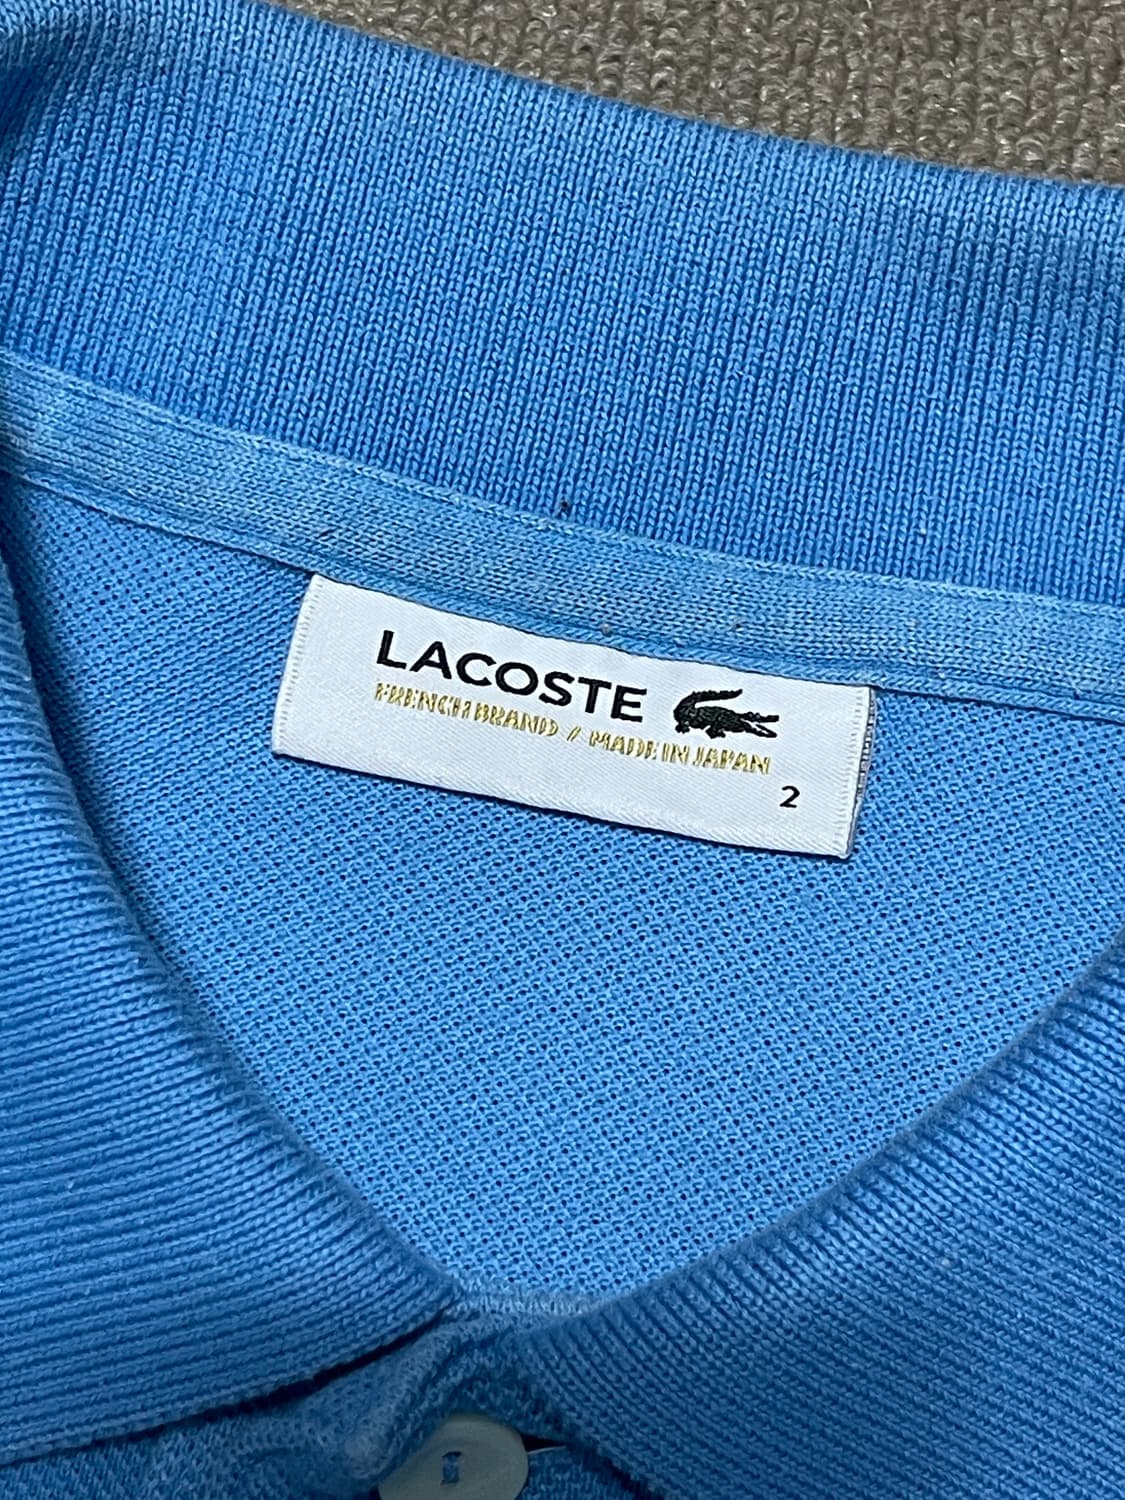 LACOSTE
FRENCH BRAND / MADE IN JAPAN
2